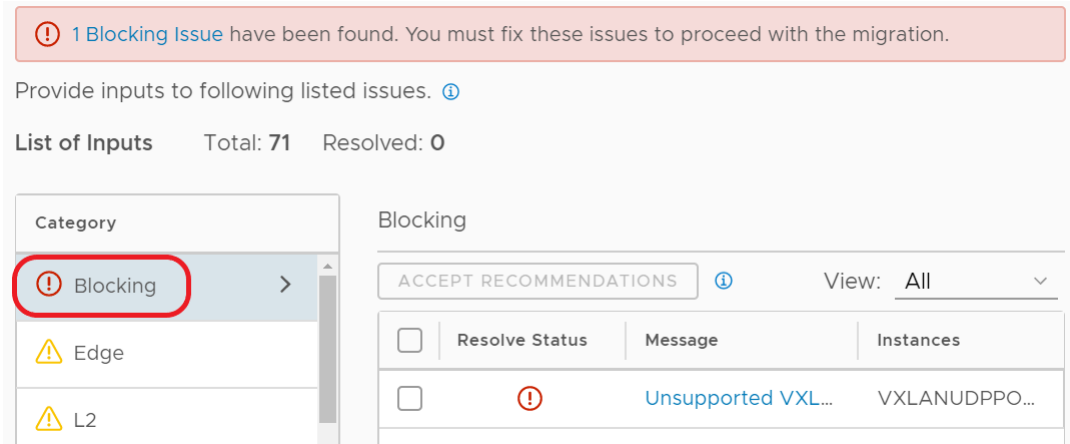 1 Blocking Issue have been found. You must fix these issues to proceed with the migration.
Provide inputs to following listed issues.
List of Inputs Total: 71 Resolved: 0
Category
Blocking
Edge
L2
Blocking
ACCEPT RECOMMENDATIONS View: All
Resolve Status Message Instances
Unsupported VXL... VXLANUDPPO...